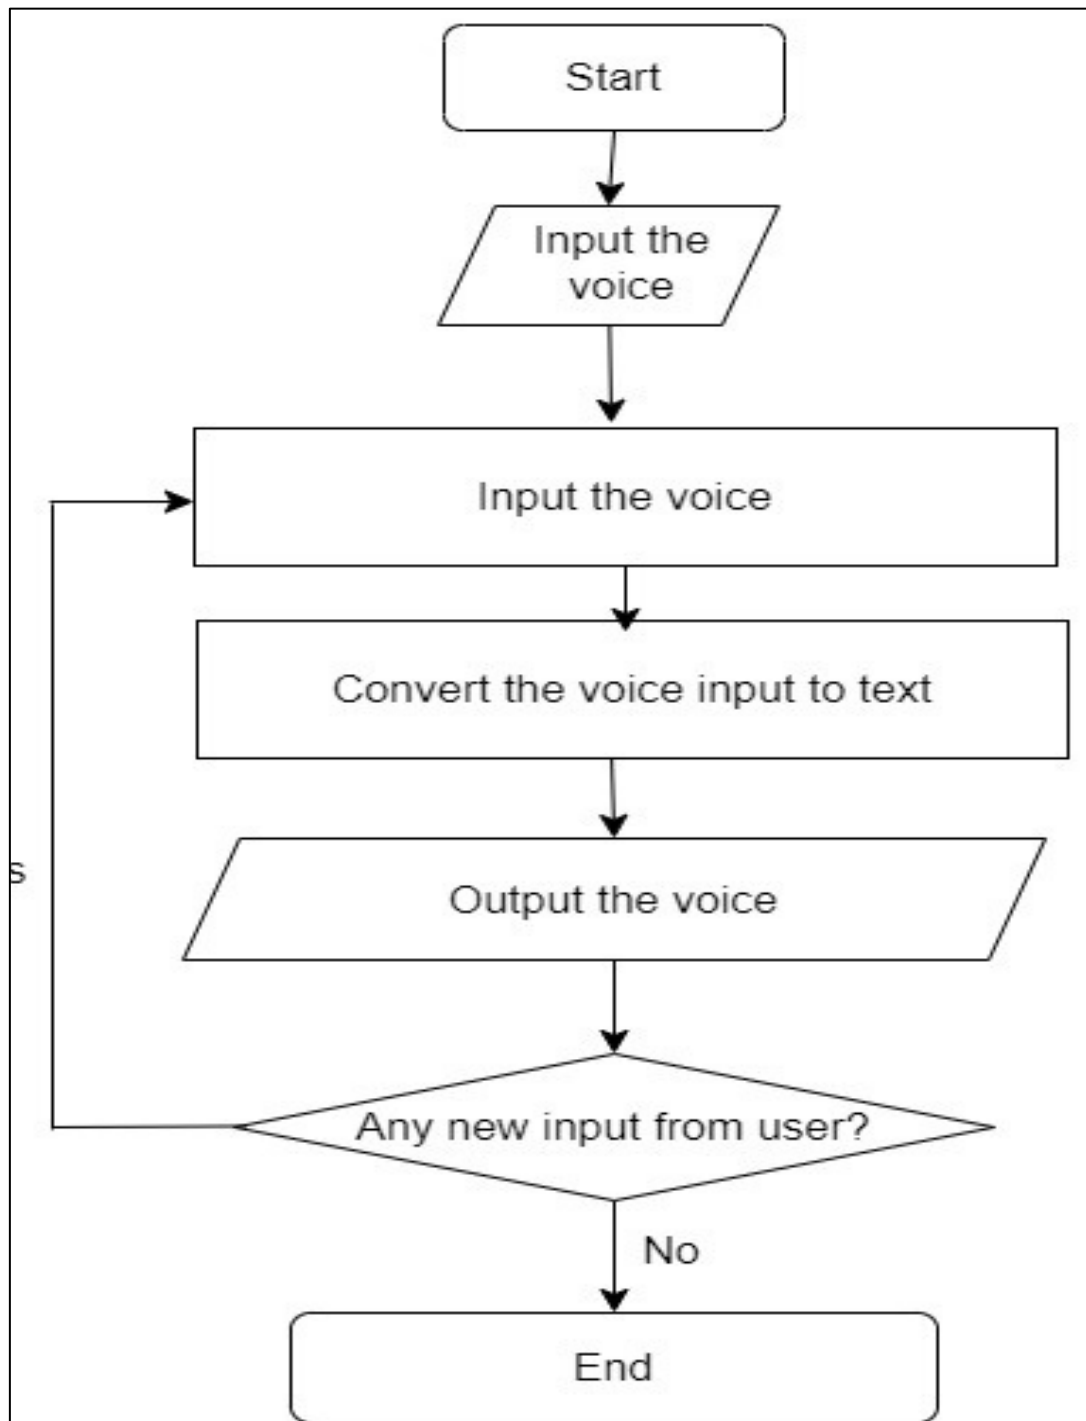 Start
Input the
voice
Input the voice
Convert the voice input to text
Output the voice
s
Any new input from user?
No
End